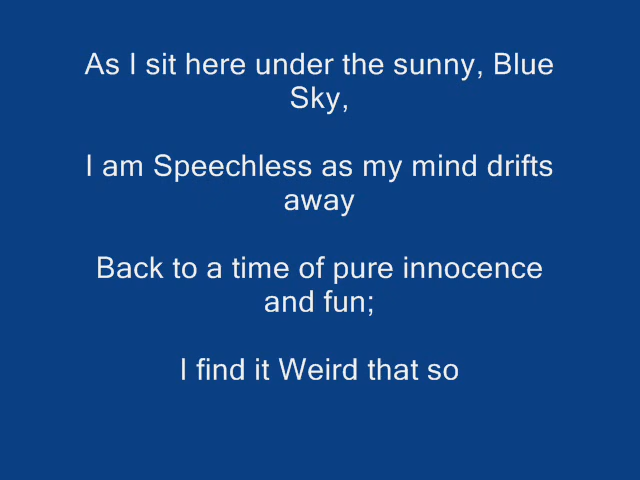 As I sit here under the sunny, Blue
Sky,
I am Speechless as my mind drifts
away
Back to a time of pure innocence
and fun;
I find it Weird that so